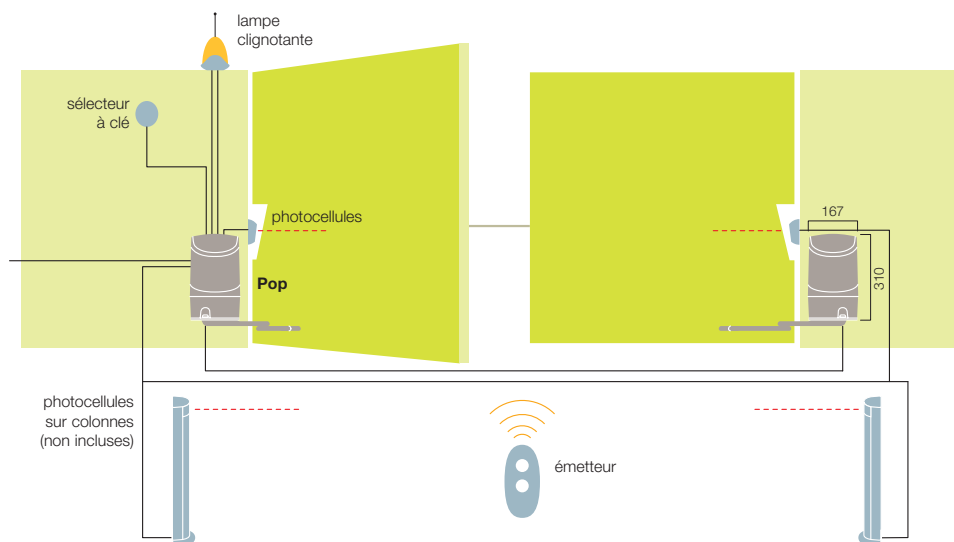 lampe
clignotante
sélecteur
à clé
photocellules
167
310
Pop
photocellules
sur colonnes
(non incluses)
émetteur